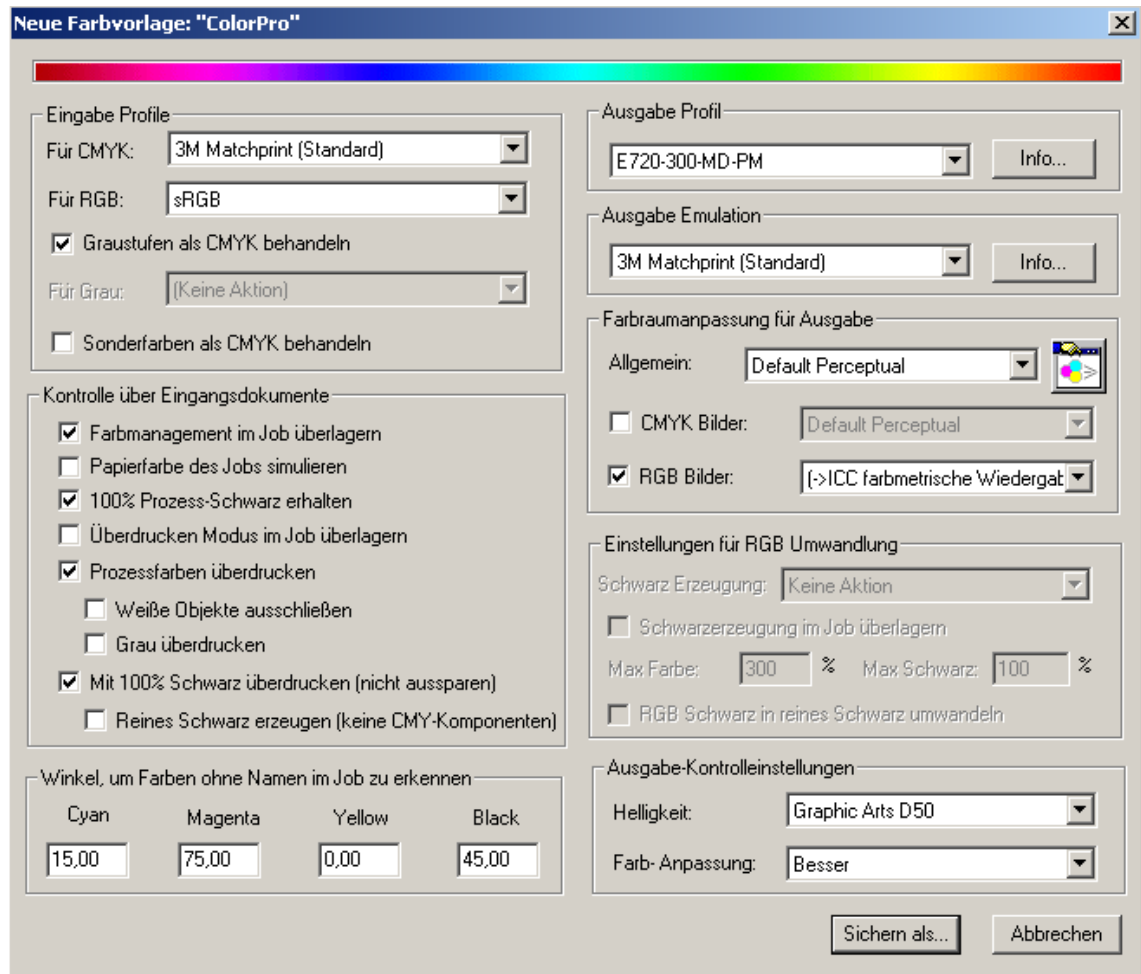 Neue Farbvorlage: "ColorPro"
Eingabe Profile
Für CMYK: 3M Matchprint (Standard)
Für RGB: sRGB
Graustufen als CMYK behandeln
Für Grau: (Keine Aktion)
Sonderfarben als CMYK behandeln
Kontrolle über Eingangsdokumente
Farbmanagement im Job überlagern
Papierfarbe des Jobs simulieren
100% Prozess-Schwarz erhalten
Überdrucken Modus im Job überlagern
Prozessfarben überdrucken
Weiße Objekte ausschließen
Grau überdrucken
Mit 100% Schwarz überdrucken (nicht aussparen)
Reines Schwarz erzeugen (keine CMY-Komponenten)
Winkel, um Farben ohne Namen im Job zu erkennen
Cyan Magenta Yellow Black
15,00 75,00 0,00 45,00
Ausgabe Profil
E720-300-MD-PM Info...
Ausgabe Emulation
3M Matchprint (Standard) Info...
Farbraumanpassung für Ausgabe
Allgemein: Default Perceptual
CMYK Bilder: Default Perceptual
RGB Bilder: (->ICC farbmetrische Wiedergab
Einstellungen für RGB Umwandlung
Schwarz Erzeugung: Keine Aktion
Schwarzerzeugung im Job überlagern
Max Farbe: 300 % Max Schwarz: 100 %
RGB Schwarz in reines Schwarz umwandeln
Ausgabe-Kontrolleinstellungen
Helligkeit: Graphic Arts D50
Farb- Anpassung: Besser
Sichern als... Abbrechen